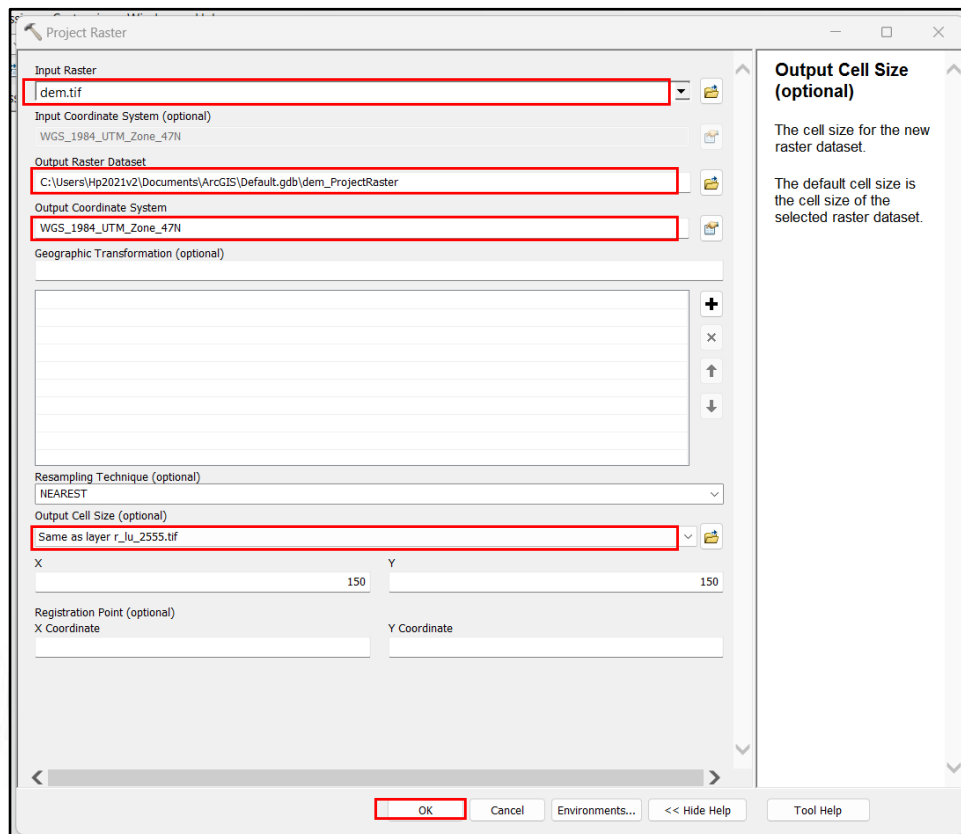 Project Raster
Input Raster
dem.tif
Input Coordinate System (optional)
WGS_1984_UTM_Zone_47N
Output Raster Dataset
C:\Users\Hp2021v2\Documents\ArcGIS\Default.gdb\dem_ProjectRaster
Output Coordinate System
WGS_1984_UTM_Zone_47N
Geographic Transformation (optional)
Resampling Technique (optional)
NEAREST
Output Cell Size (optional)
Same as layer r_lu_2555.tif
X Y
150 150
Registration Point (optional)
X Coordinate Y Coordinate
OK Cancel Environments... << Hide Help Tool Help
Output Cell Size
(optional)
The cell size for the new
raster dataset.
The default cell size is
the cell size of the
selected raster dataset.